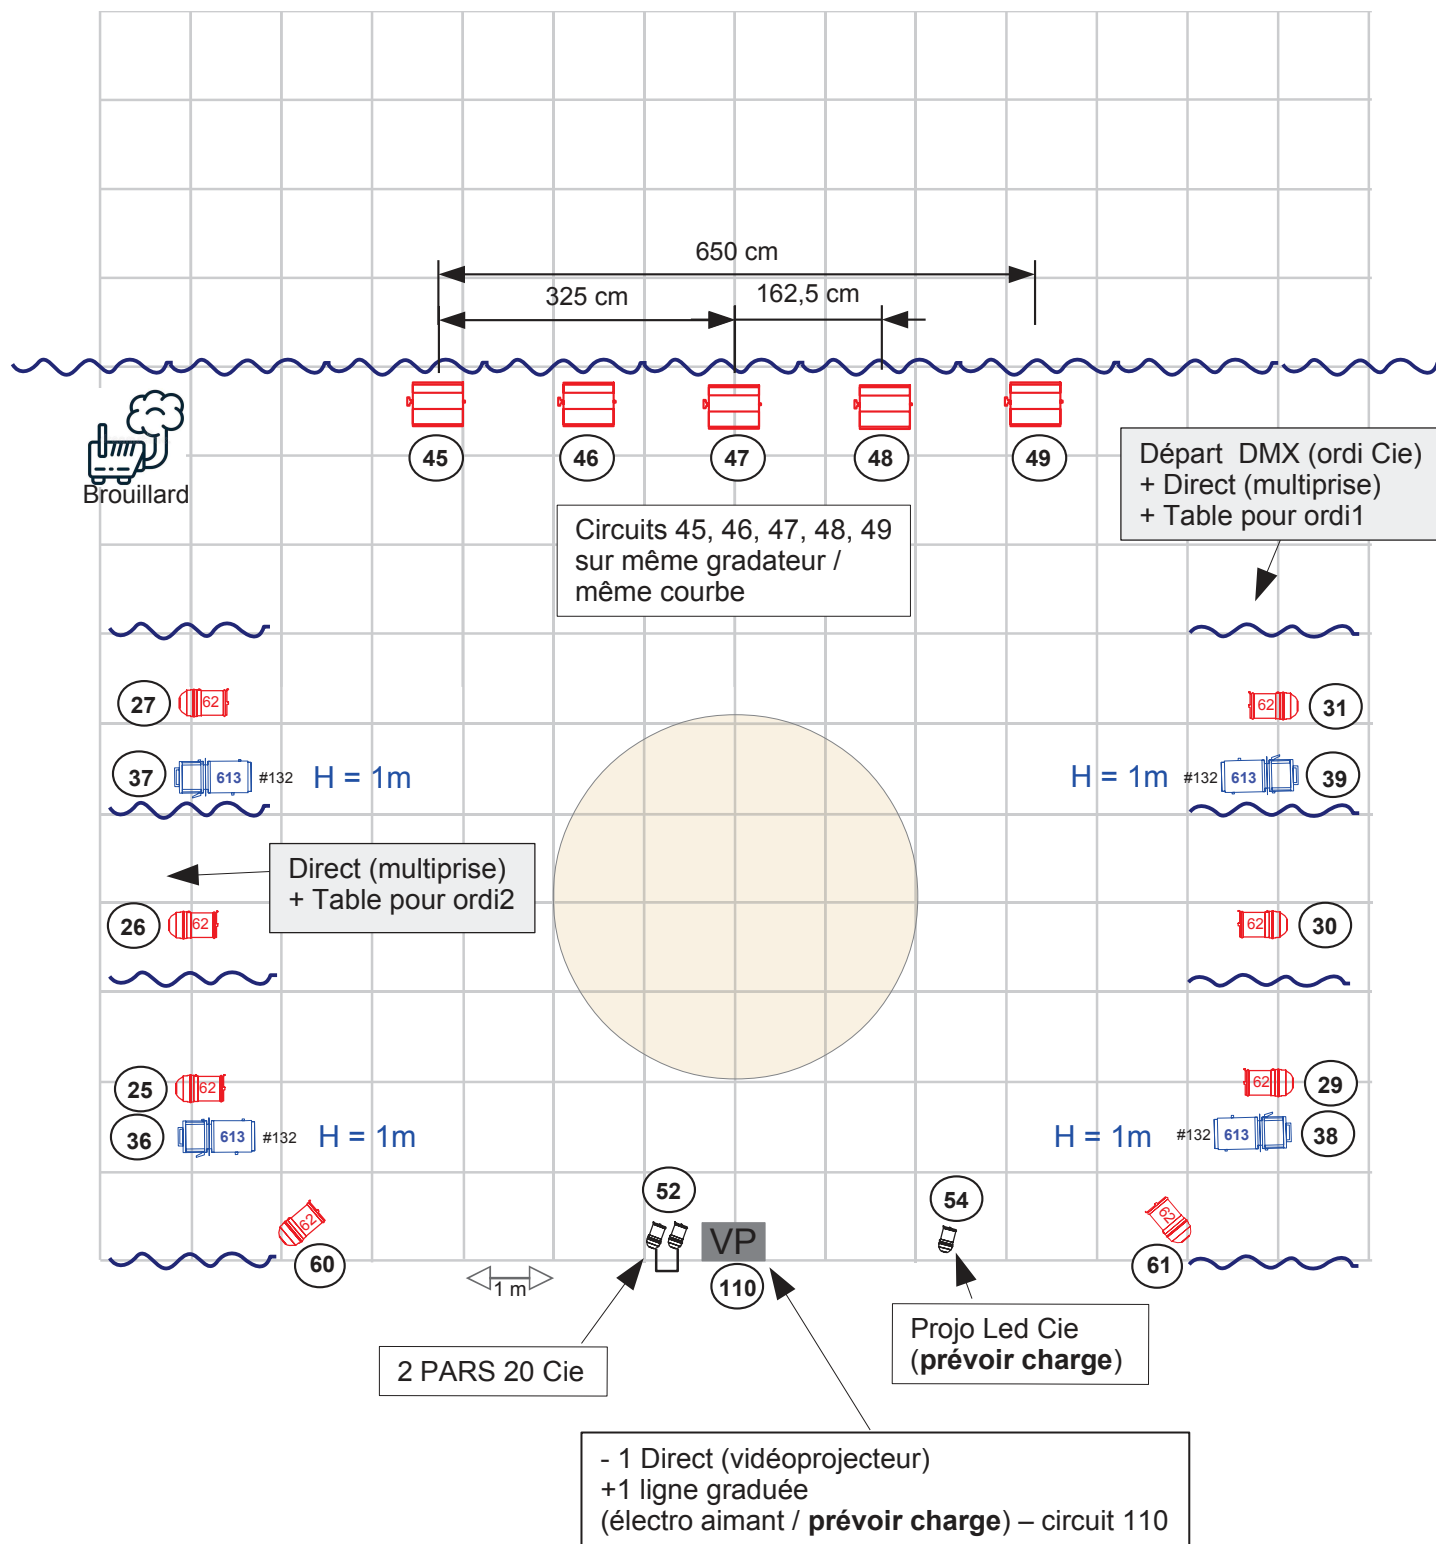 650 cm
325 cm
162,5 cm
45
46
47
48
49
Brouillard
Départ  DMX (ordi Cie)
+ Direct (multiprise)
+ Table pour ordi1
Circuits 45, 46, 47, 48, 49
sur même gradateur /
même courbe
27
62
62
31
37
613
#132
H = 1m
H = 1m
#132
613
39
Direct (multiprise)
+ Table pour ordi2
26
62
62
30
25
62
62
29
36
613
#132
H = 1m
H = 1m
#132
613
38
52
54
62
62
VP
60
61
1 m
110
2 PARS 20 Cie
Projo Led Cie
(prévoir charge)
- 1 Direct (vidéoprojecteur)
+1 ligne graduée
(électro aimant / prévoir charge) – circuit 110